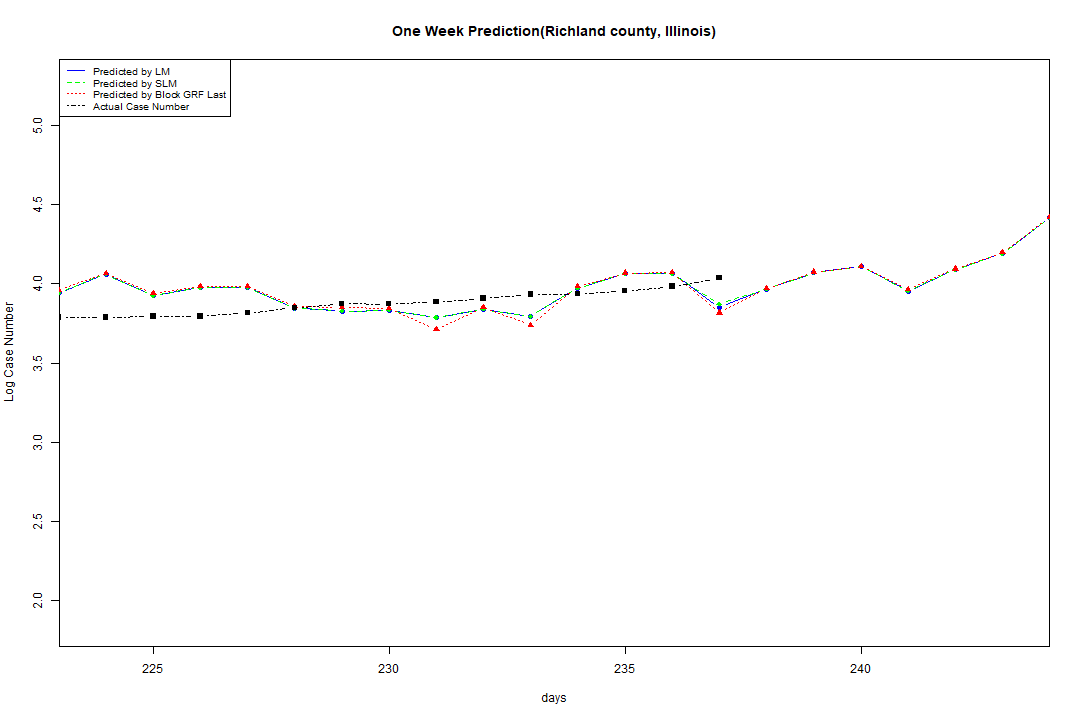 One Week Prediction(Richland county, Illinois)
Predicted by LM
Predicted by SLM
Predicted by Block GRF Last
Actual Case Number
5.0
4.5
4.0
3.5
3.0
2.5
2.0
Log Case Number
225
230
235
240
days